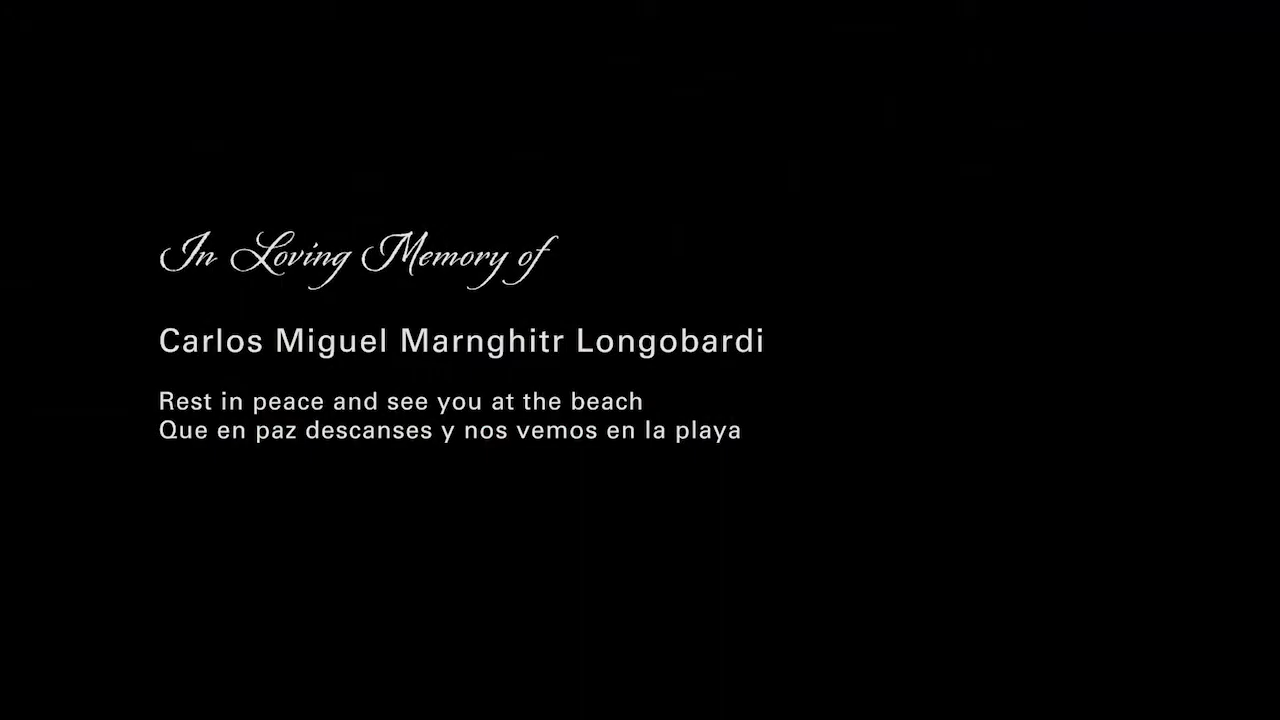 In Loving Memory of
Carlos Miguel Marnghitr Longobardi
Rest in peace and see you at the beach
Que en paz descanses y nos vemos en la playa